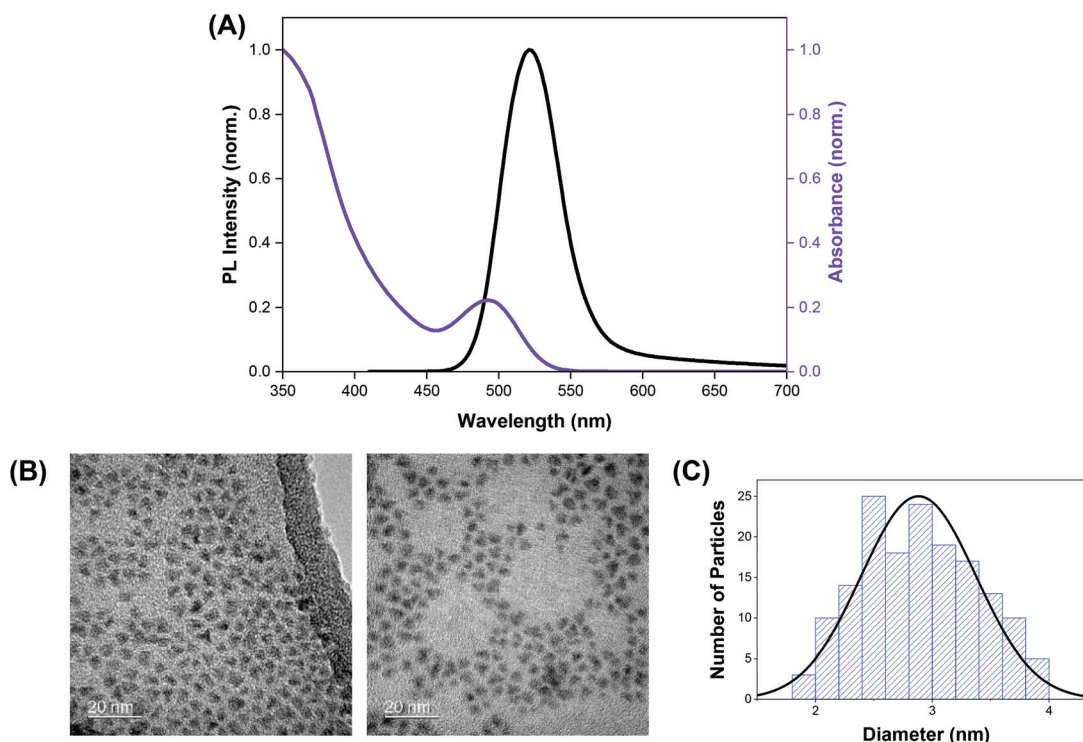 (A)
1.0
0.8
0.6
0.4
0.2
0.0
PL Intensity (norm.)
1.0
0.8
0.6
0.4
0.2
0.0
Absorbance (norm.)
350 400 450 500 550 600 650 700
Wavelength (nm)
(B)
20 nm
20 nm
(C)
25
20
15
10
5
0
Number of Particles
2 3 4
Diameter (nm)